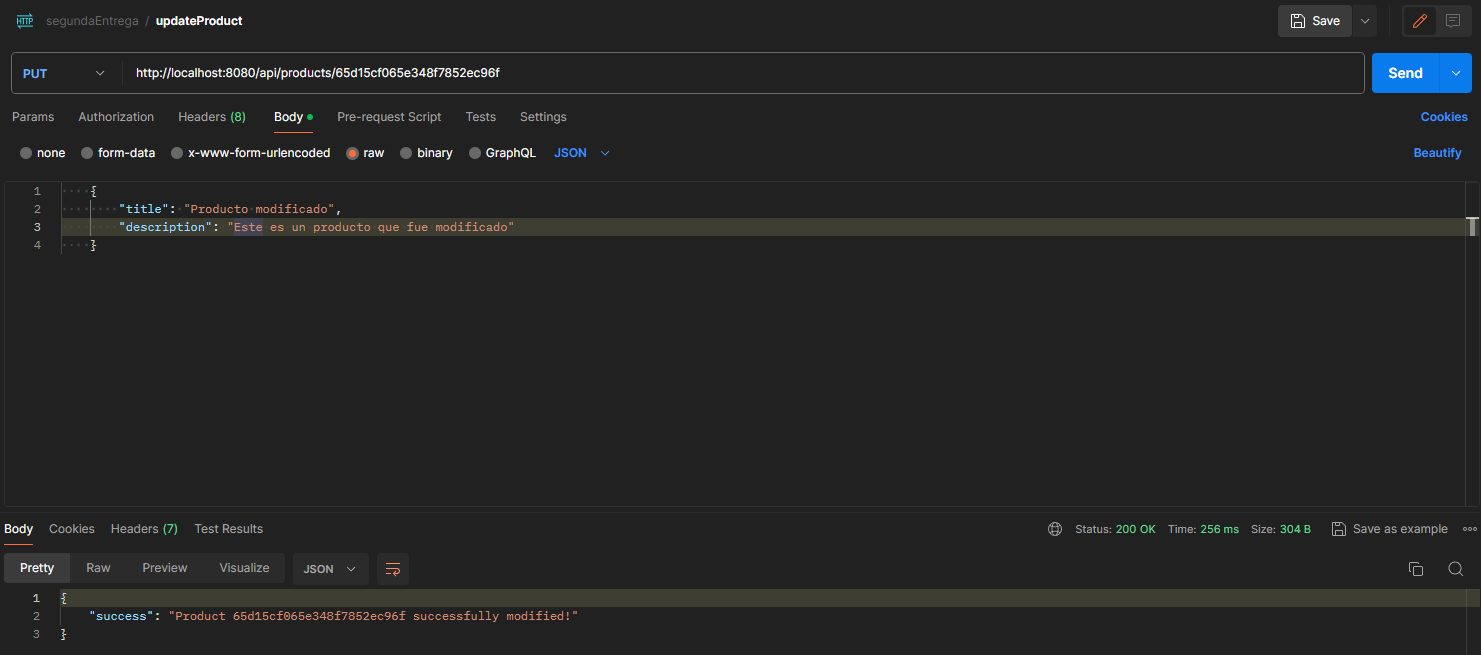 HTTP segundaEntrega / updateProduct Save
PUT http://localhost:8080/api/products/65d15cf065e348f7852ec96f Send
Params Authorization Headers (8) Body Pre-request Script Tests Settings Cookies
none form-data x-www-form-urlencoded raw binary GraphQL JSON Beautify
1 {
2 "title": "Producto modificado",
3 "description": "Este es un producto que fue modificado"
4 }
Body Cookies Headers (7) Test Results Status: 200 OK Time: 256 ms Size: 304 B Save as example
Pretty Raw Preview Visualize JSON
1 {
2 "success": "Product 65d15cf065e348f7852ec96f successfully modified!"
3 }